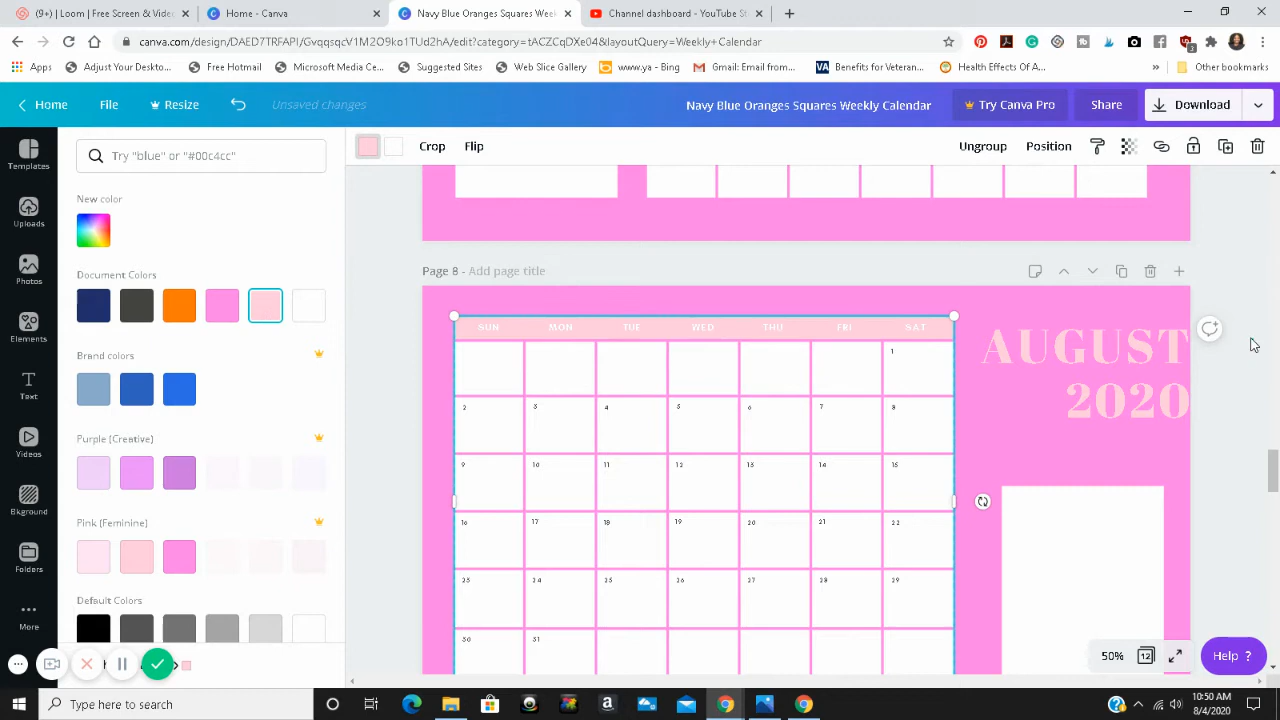 (9+) Loom | Free Screen & Video
Home - Canva
Navy Blue Oranges Squares Week
Channel dashboard - YouTube St
canva.com/design/DAED7TREAPU/GvnqcqcV1M2O9ko1TUd2hA/edit?category=tACZCqDXe04&layoutQuery=Weekly+Calendar
Apps
Adjust Your Deskto...
Free Hotmail
Microsoft Media Ce...
Suggested Sites
Web Slice Gallery
www.ya - Bing
Gmail: Email from...
Benefits for Veteran...
Health Effects Of A...
»
Other bookmarks
Home
File
Resize
Unsaved changes
Navy Blue Oranges Squares Weekly Calendar
Try Canva Pro
Share
Download
Try "blue" or "#00c4cc"
Crop
Flip
Ungroup
Position
Templates
Uploads
Photos
Elements
Text
Videos
Bkground
Folders
More
New color
Document Colors
Brand colors
Purple (Creative)
Pink (Feminine)
Default Colors
Page 8 - Add page title
SUN MON TUE WED THU FRI SAT
1
2 3 4 5 6 7 8
9 10 11 12 13 14 15
16 17 18 19 20 21 22
23 24 25 26 27 28 29
30 31
AUGUST
2020
50%
12
Help ?
Type here to search
10:50 AM
8/4/2020